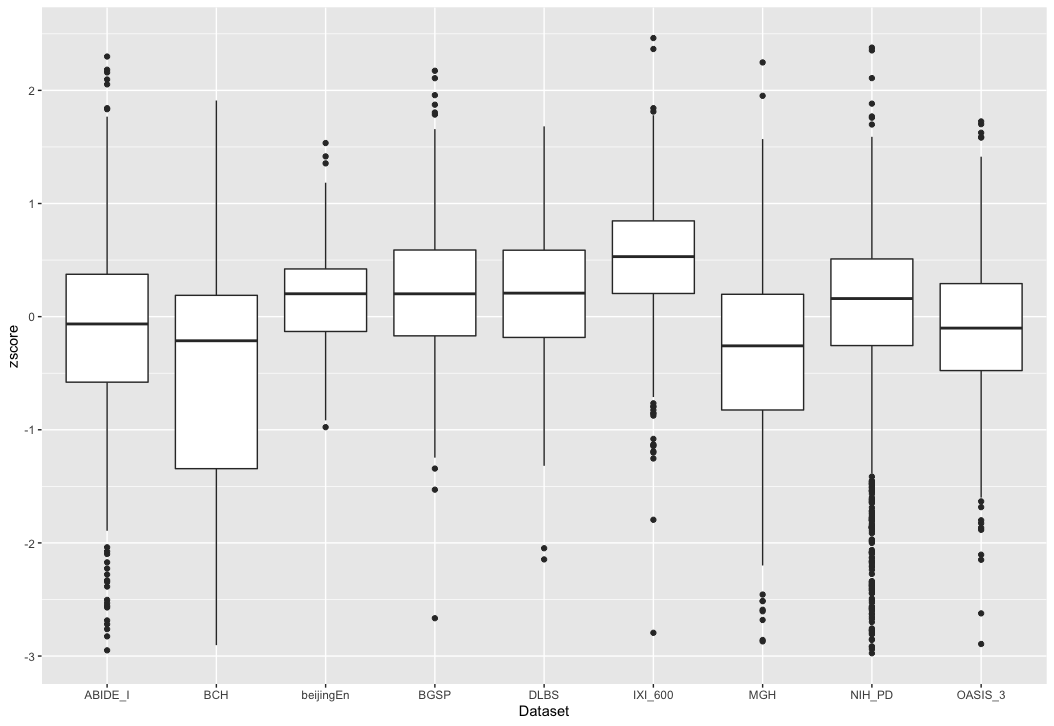 zscore
2
1
0
-1
-2
-3
ABIDE_I BCH beijingEn BGSP DLBS IXI_600 MGH NIH_PD OASIS_3
Dataset